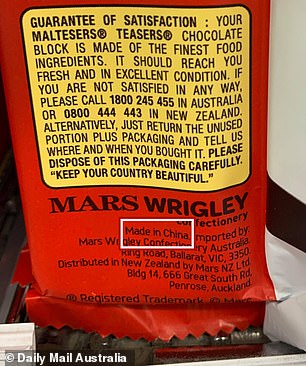 GUARANTEE OF SATISFACTION : YOUR
MALTESERS® TEASERS® CHOCOLATE
BLOCK IS MADE OF THE FINEST FOOD
INGREDIENTS. IT SHOULD REACH YOU
FRESH AND IN EXCELLENT CONDITION. IF
YOU ARE NOT SATISFIED IN ANY WAY,
PLEASE CALL 1800 245 455 IN AUSTRALIA
OR 0800 444 443 IN NEW ZEALAND.
ALTERNATIVELY, JUST RETURN THE UNUSED
PORTION PLUS PACKAGING AND TELL US
WHERE AND WHEN YOU BOUGHT IT. PLEASE
DISPOSE OF THIS PACKAGING CAREFULLY.
"KEEP YOUR COUNTRY BEAUTIFUL."
MARS WRIGLEY
confectionery
Made in China. Imported by:
Mars Wrigley Confectionery Australia,
Ring Road, Ballarat, VIC, 3350.
Distributed in New Zealand by Mars NZ Ltd.
Bldg 14, 666 Great South Rd.
Penrose, Auckland.
® Registered Trademark. © Mars
© Daily Mail Australia